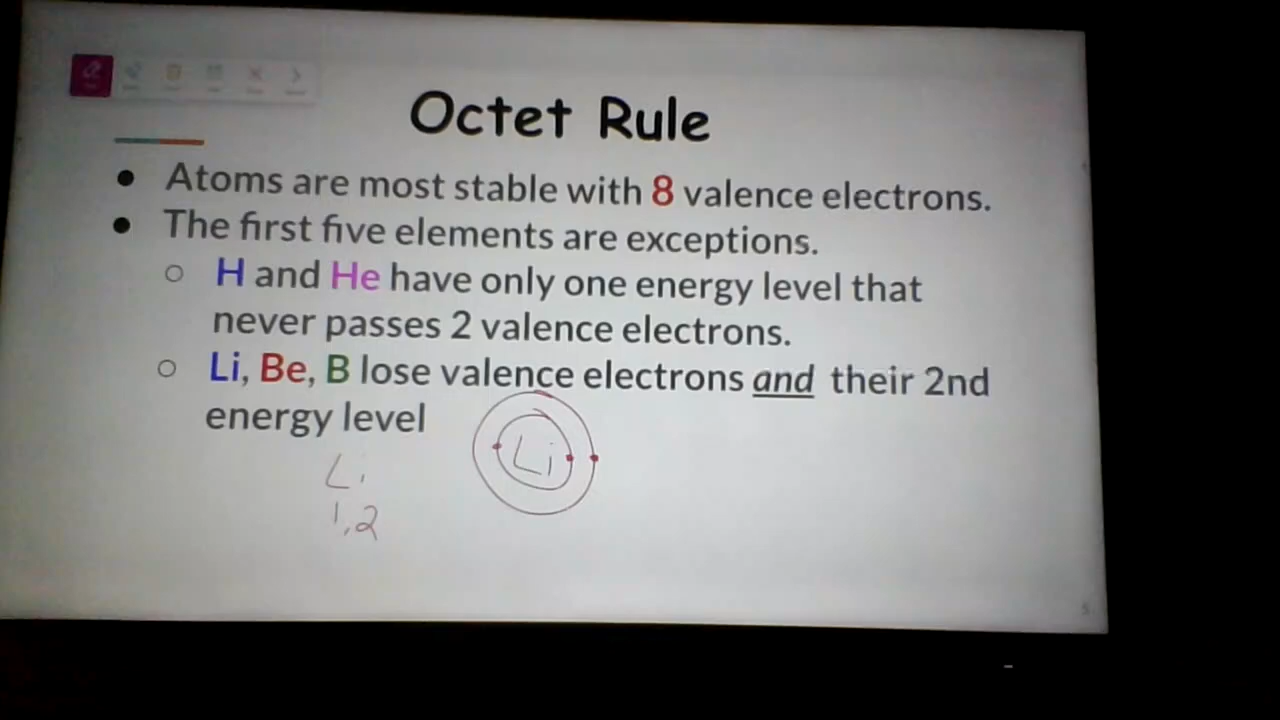 Octet Rule
● Atoms are most stable with 8 valence electrons.
● The first five elements are exceptions.
○ H and He have only one energy level that
never passes 2 valence electrons.
○ Li, Be, B lose valence electrons and their 2nd
energy level
Li
Li
1,2
5